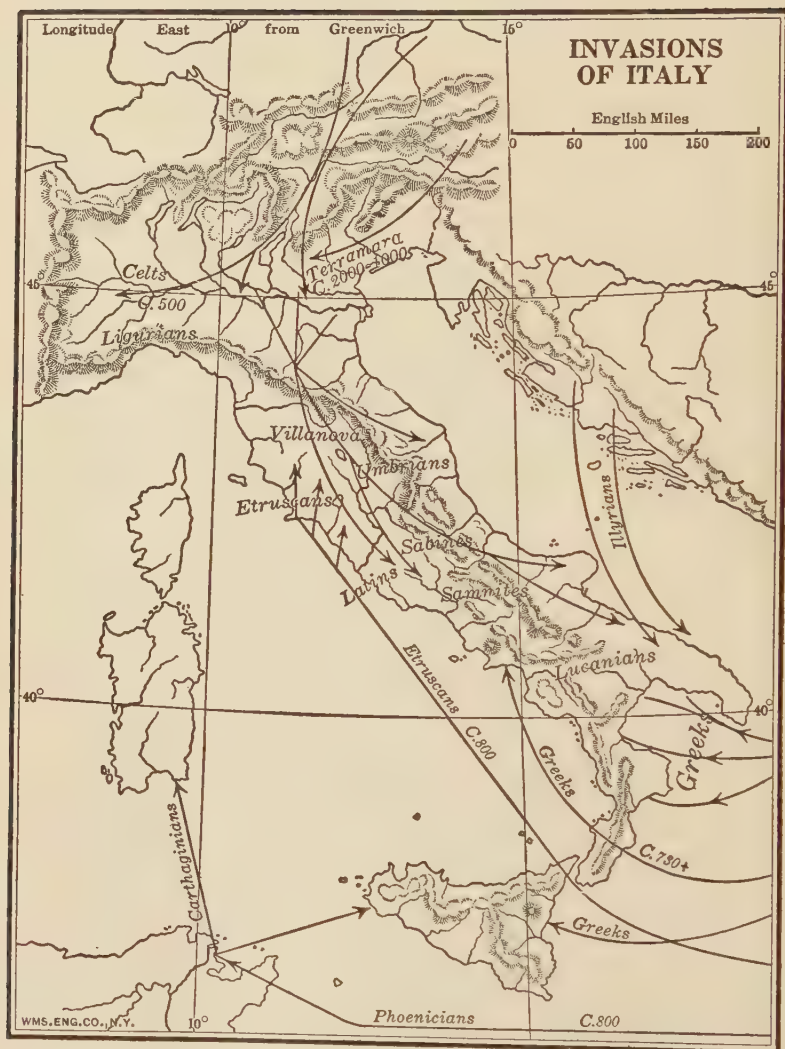 Longitude East 10° from Greenwich 15°
INVASIONS
OF ITALY
English Miles
0 50 100 150 200
Terramara
C. 2000-1000
45°
45°
Celts
C. 500
Ligurians
Villanova
Umbrians
Etruscans
Illyrians
Sabines
Latins
Samnites
Lucanians
40°
40°
Etruscans C.800
Greeks
Greeks
C.730+
Carthaginians
Greeks
Phoenicians C.800
WMS.ENG.CO.,N.Y.
10°